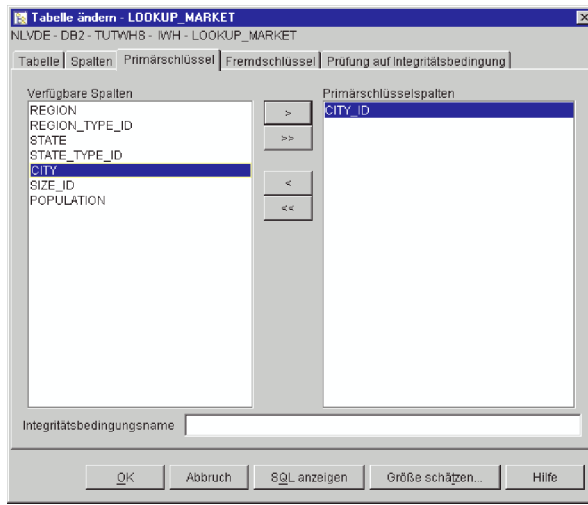 Tabelle ändern - LOOKUP_MARKET
NLVDE - DB2 - TUTWHS - IWH - LOOKUP_MARKET
Tabelle Spalten Primärschlüssel Fremdschlüssel Prüfung auf Integritätsbedingung
Verfügbare Spalten
REGION
REGION_TYPE_ID
STATE
STATE_TYPE_ID
CITY
SIZE_ID
POPULATION
>
>>
<
<<
Primärschlüsselspalten
CITY_ID
Integritätsbedingungsname
OK Abbruch SQL anzeigen Größe schätzen... Hilfe